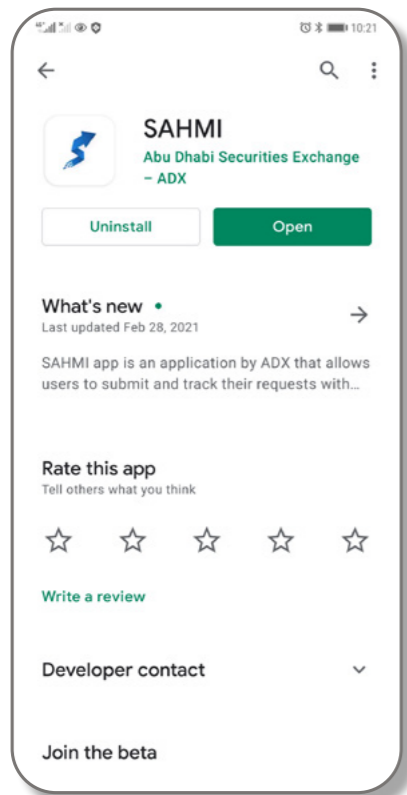 10:21
SAHMI
Abu Dhabi Securities Exchange
– ADX
Uninstall
Open
What's new •
Last updated Feb 28, 2021
SAHMI app is an application by ADX that allows
users to submit and track their requests with...
Rate this app
Tell others what you think
Write a review
Developer contact
Join the beta